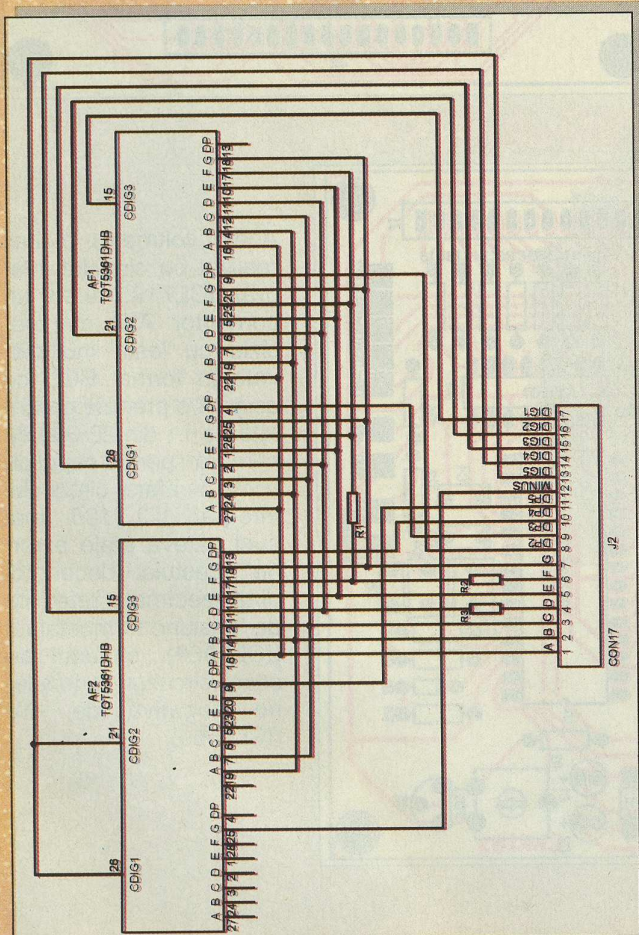 AF2
TOT5361DHB
26 21 15
CDIG1 CDIG2 CDIG3
A B C D E F G DP A B C D E F G DP A B C D E F G DP
27 24 3 2 1 28 25 4 22 19 7 6 5 23 20 9 16 14 12 11 10 17 18 13
AF1
TOT5361DHB
26 21 15
CDIG1 CDIG2 CDIG3
A B C D E F G DP A B C D E F G DP A B C D E F G DP
27 24 3 2 1 28 25 4 22 19 7 6 5 23 20 9 16 14 12 11 10 17 18 13
R1
R2
R3
A B C D E F G DP2 DP3 DP4 DP5 MINUS DIG5 DIG4 DIG3 DIG2 DIG1
1 2 3 4 5 6 7 8 9 10 11 12 13 14 15 16 17
J2
CON17